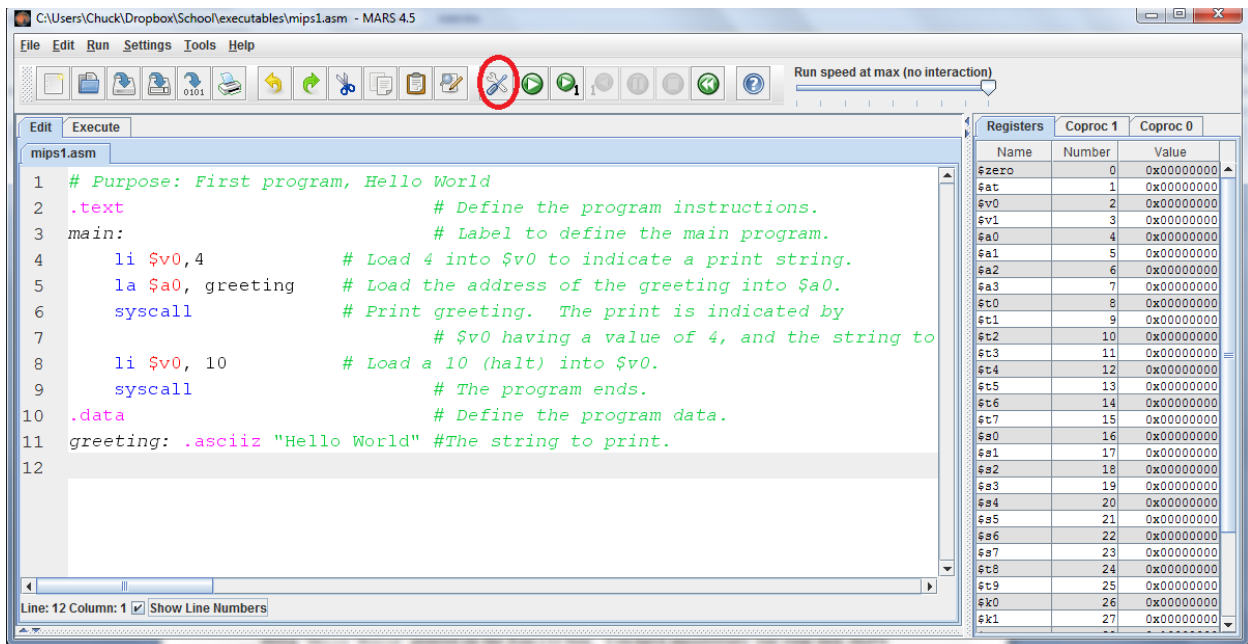 C:\Users\Chuck\Dropbox\School\executables\mips1.asm - MARS 4.5
File Edit Run Settings Tools Help
Run speed at max (no interaction)
Edit Execute
mips1.asm
1 # Purpose: First program, Hello World
2 .text # Define the program instructions.
3 main: # Label to define the main program.
4 li $v0,4 # Load 4 into $v0 to indicate a print string.
5 la $a0, greeting # Load the address of the greeting into $a0.
6 syscall # Print greeting. The print is indicated by
7 # $v0 having a value of 4, and the string to
8 li $v0, 10 # Load a 10 (halt) into $v0.
9 syscall # The program ends.
10 .data # Define the program data.
11 greeting: .asciiz "Hello World" #The string to print.
12
Line: 12 Column: 1 Show Line Numbers
Registers Coproc 1 Coproc 0
Name Number Value
$zero 0 0x00000000
$at 1 0x00000000
$v0 2 0x00000000
$v1 3 0x00000000
$a0 4 0x00000000
$a1 5 0x00000000
$a2 6 0x00000000
$a3 7 0x00000000
$t0 8 0x00000000
$t1 9 0x00000000
$t2 10 0x00000000
$t3 11 0x00000000
$t4 12 0x00000000
$t5 13 0x00000000
$t6 14 0x00000000
$t7 15 0x00000000
$s0 16 0x00000000
$s1 17 0x00000000
$s2 18 0x00000000
$s3 19 0x00000000
$s4 20 0x00000000
$s5 21 0x00000000
$s6 22 0x00000000
$s7 23 0x00000000
$t8 24 0x00000000
$t9 25 0x00000000
$k0 26 0x00000000
$k1 27 0x00000000